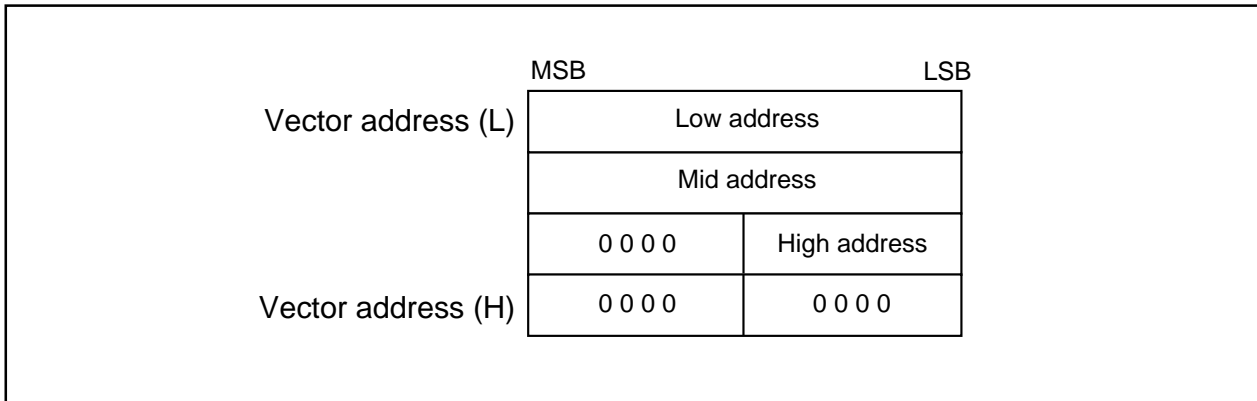 MSB LSB
Vector address (L) Low address
Mid address
0 0 0 0 High address
Vector address (H) 0 0 0 0 0 0 0 0